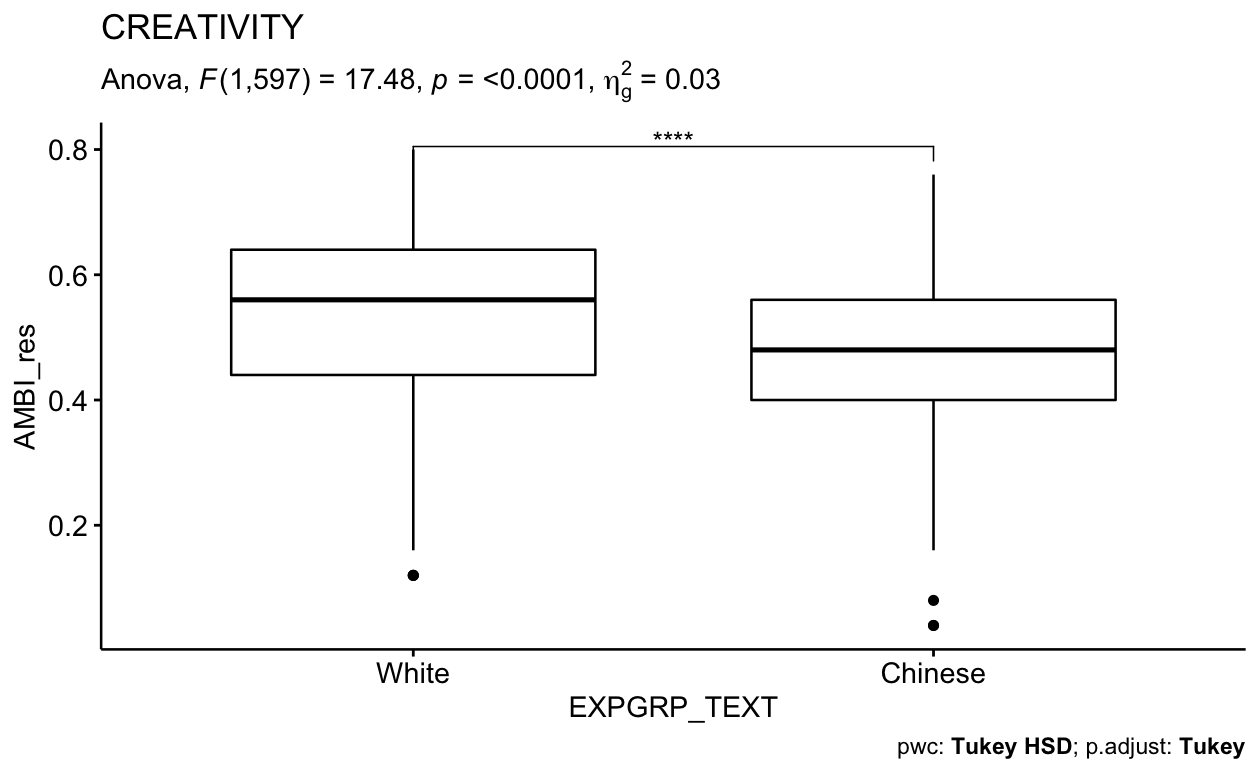 CREATIVITY
Anova, F(1,597) = 17.48, p = <0.0001, η²g = 0.03
****
0.8
0.6
0.4
0.2
AMBI_res
White Chinese
EXPGRP_TEXT
pwc: Tukey HSD; p.adjust: Tukey